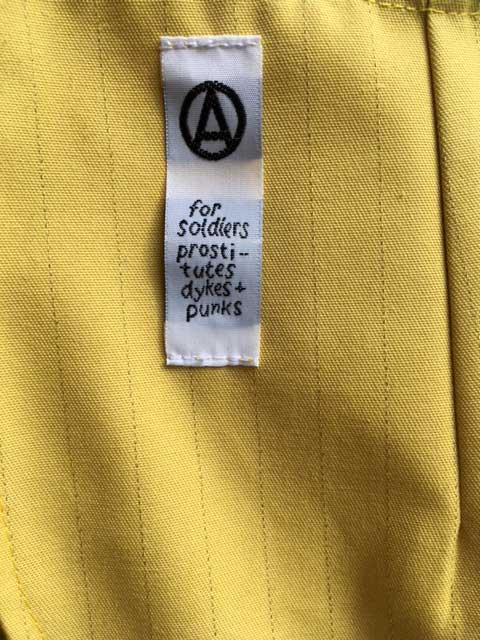 A
for
soldiers
prosti-
tutes
dykes +
punks